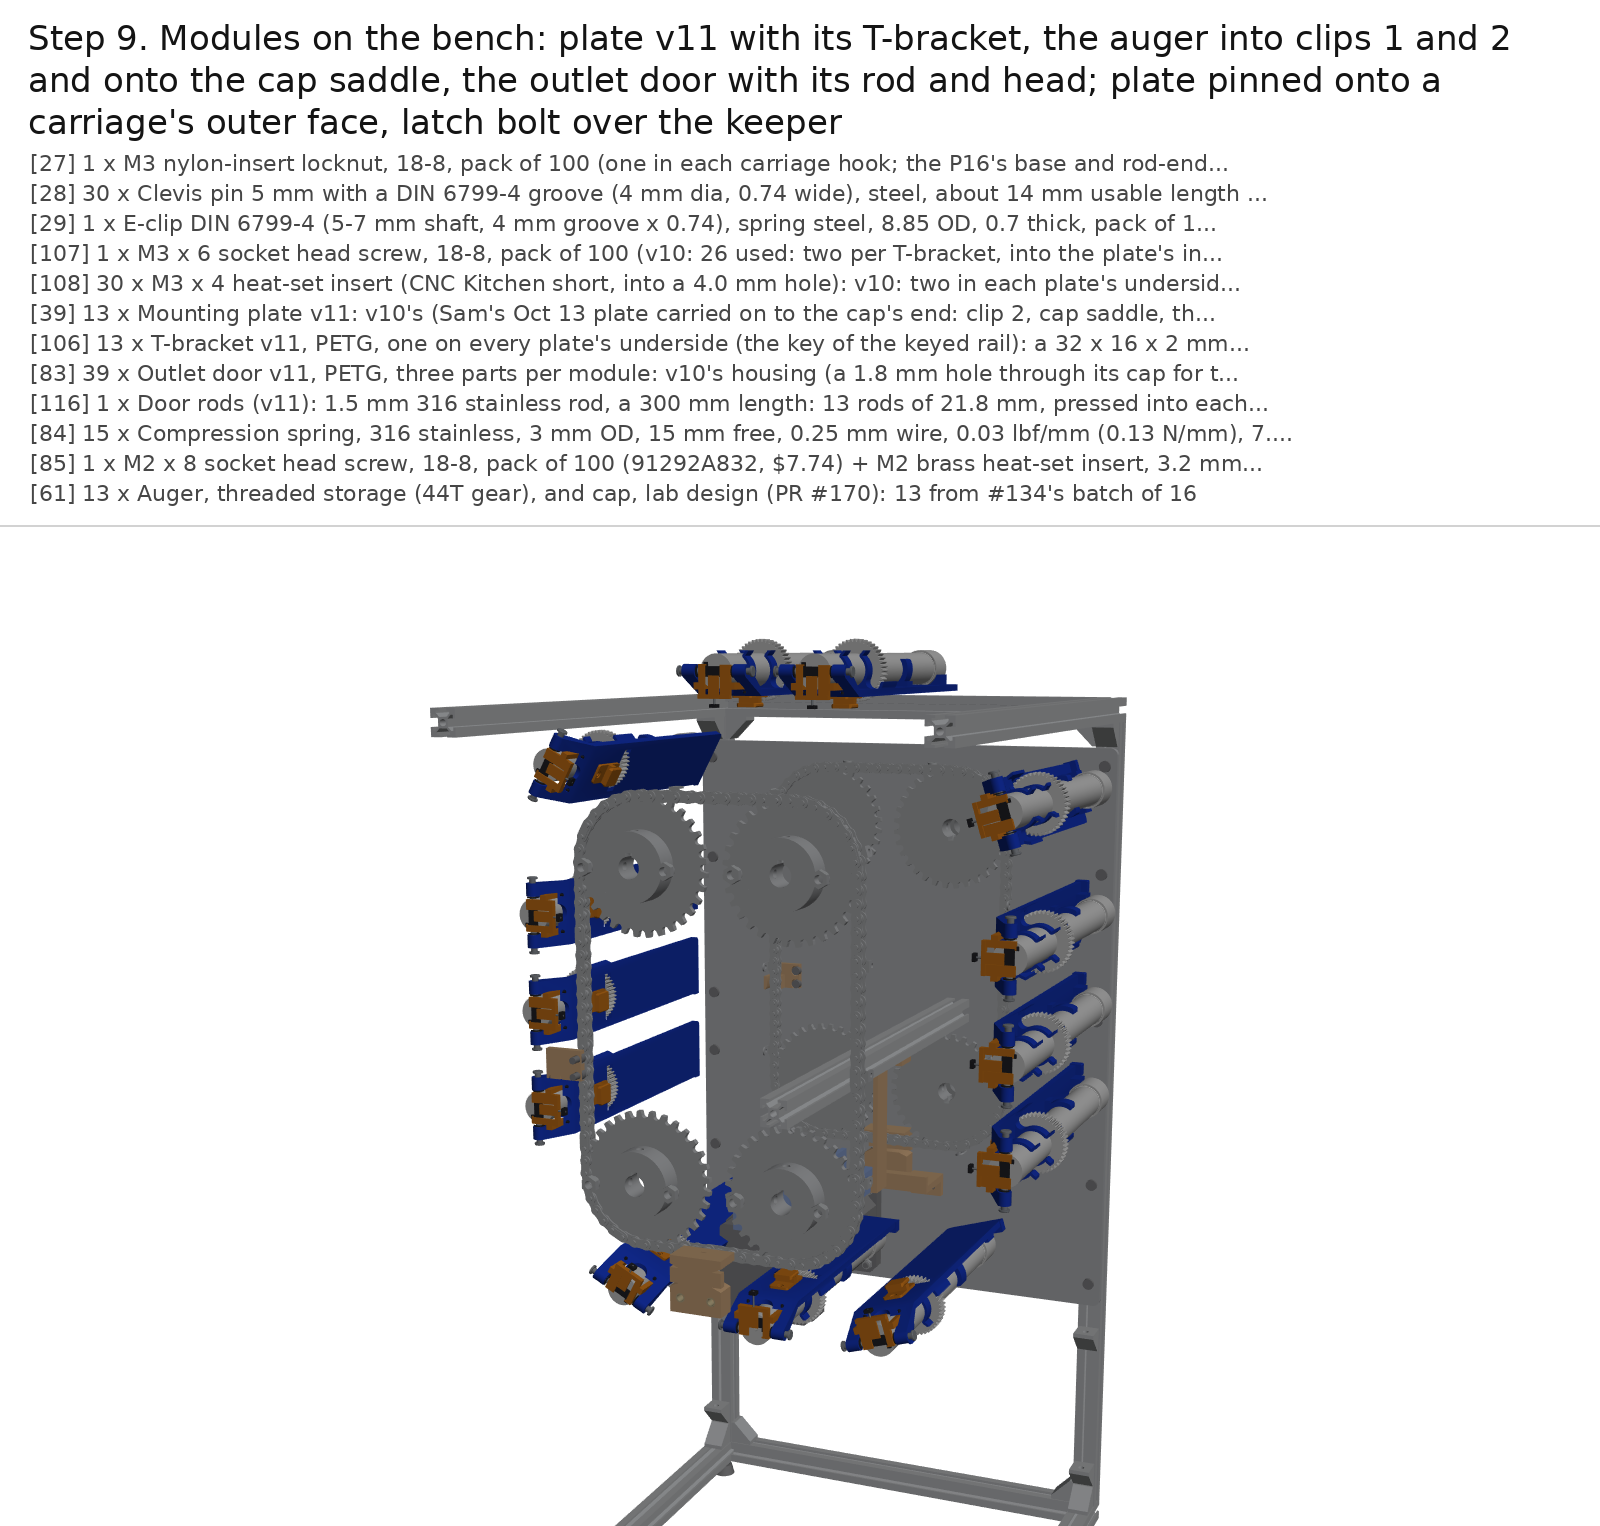 Step 9. Modules on the bench: plate v11 with its T-bracket, the auger into clips 1 and 2
and onto the cap saddle, the outlet door with its rod and head; plate pinned onto a
carriage's outer face, latch bolt over the keeper
[27] 1 x M3 nylon-insert locknut, 18-8, pack of 100 (one in each carriage hook; the P16's base and rod-end...
[28] 30 x Clevis pin 5 mm with a DIN 6799-4 groove (4 mm dia, 0.74 wide), steel, about 14 mm usable length ...
[29] 1 x E-clip DIN 6799-4 (5-7 mm shaft, 4 mm groove x 0.74), spring steel, 8.85 OD, 0.7 thick, pack of 1...
[107] 1 x M3 x 6 socket head screw, 18-8, pack of 100 (v10: 26 used: two per T-bracket, into the plate's in...
[108] 30 x M3 x 4 heat-set insert (CNC Kitchen short, into a 4.0 mm hole): v10: two in each plate's undersid...
[39] 13 x Mounting plate v11: v10's (Sam's Oct 13 plate carried on to the cap's end: clip 2, cap saddle, th...
[106] 13 x T-bracket v11, PETG, one on every plate's underside (the key of the keyed rail): a 32 x 16 x 2 mm...
[83] 39 x Outlet door v11, PETG, three parts per module: v10's housing (a 1.8 mm hole through its cap for t...
[116] 1 x Door rods (v11): 1.5 mm 316 stainless rod, a 300 mm length: 13 rods of 21.8 mm, pressed into each...
[84] 15 x Compression spring, 316 stainless, 3 mm OD, 15 mm free, 0.25 mm wire, 0.03 lbf/mm (0.13 N/mm), 7....
[85] 1 x M2 x 8 socket head screw, 18-8, pack of 100 (91292A832, $7.74) + M2 brass heat-set insert, 3.2 mm...
[61] 13 x Auger, threaded storage (44T gear), and cap, lab design (PR #170): 13 from #134's batch of 16